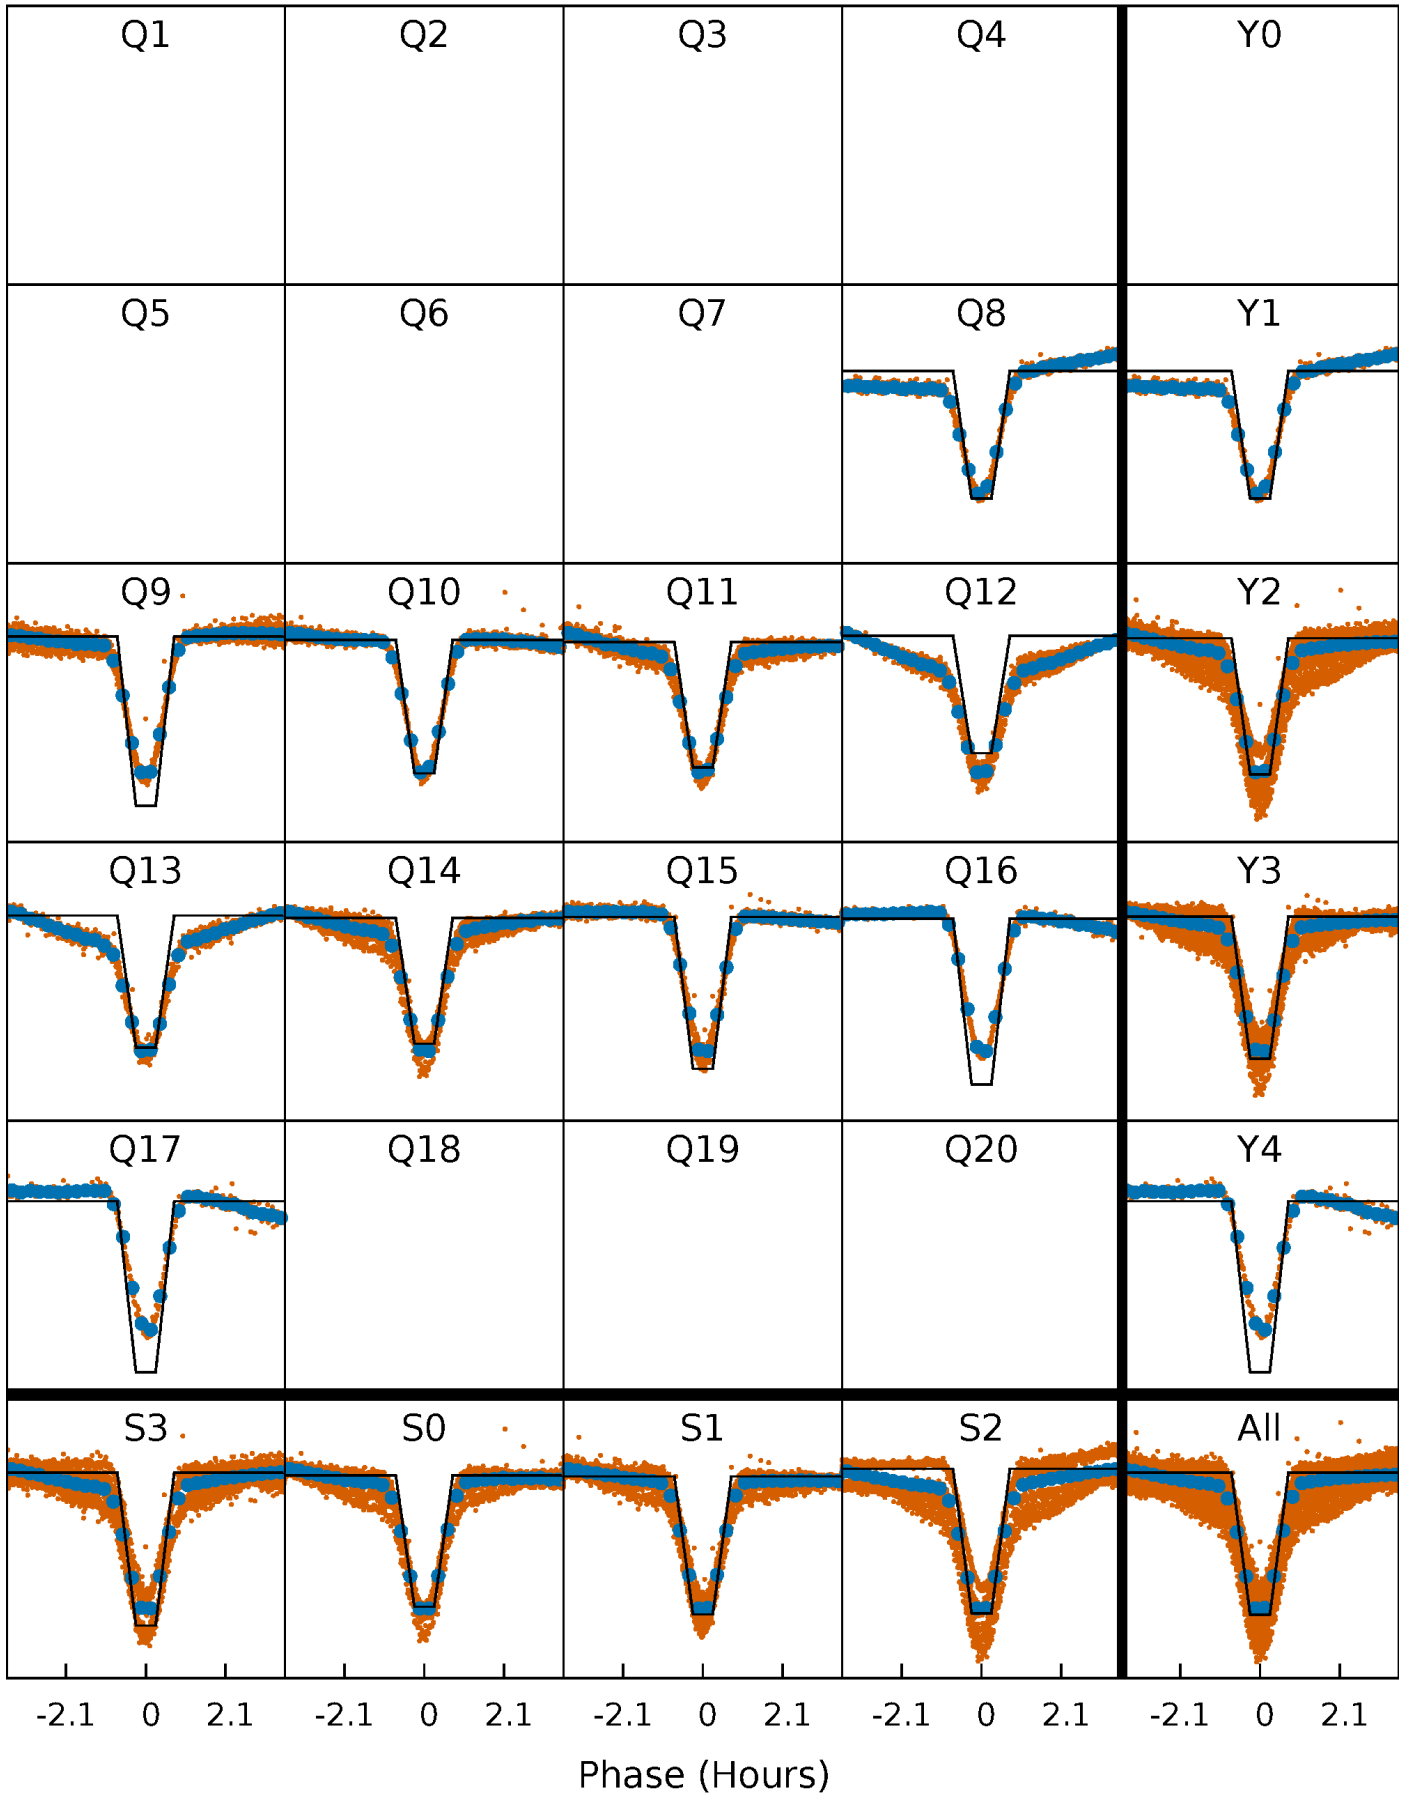 Q1 Q2 Q3 Q4 Y0
Q5 Q6 Q7 Q8 Y1
Q9 Q10 Q11 Q12 Y2
Q13 Q14 Q15 Q16 Y3
Q17 Q18 Q19 Q20 Y4
S3 S0 S1 S2 All
-2.1 0 2.1 -2.1 0 2.1 -2.1 0 2.1 -2.1 0 2.1 -2.1 0 2.1
Phase (Hours)